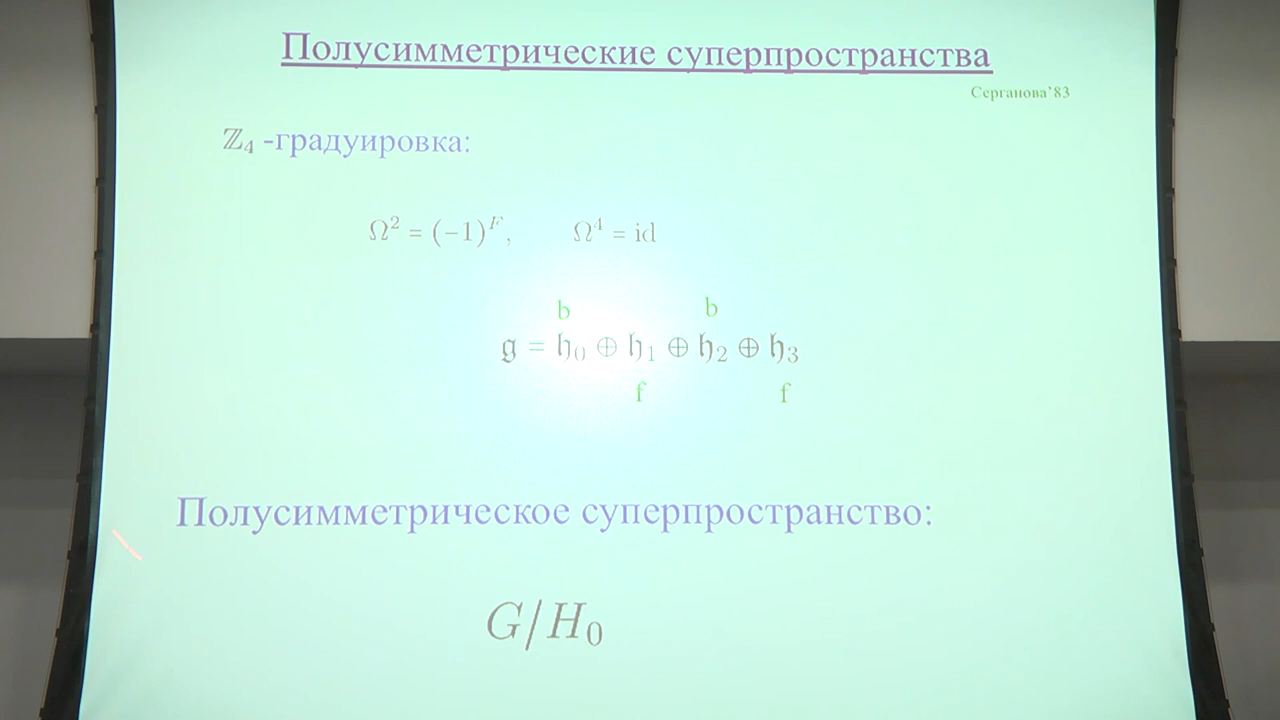 Полусимметрические суперпространства
Серганова'83
ℤ₄ -градуировка:
Ω² = (−1)^F, Ω⁴ = id
b b
𝔤 = 𝔥₀ ⊕ 𝔥₁ ⊕ 𝔥₂ ⊕ 𝔥₃
f f
Полусимметрическое суперпространство:
G/H₀